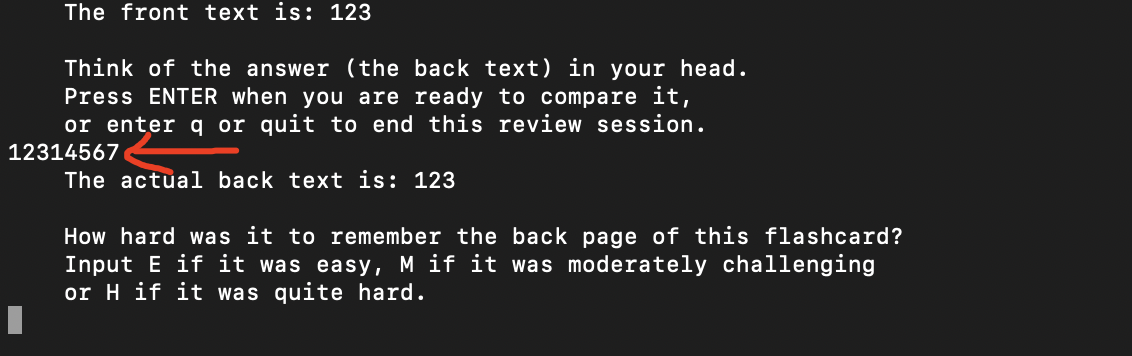 The front text is: 123
Think of the answer (the back text) in your head.
Press ENTER when you are ready to compare it,
or enter q or quit to end this review session.
12314567
The actual back text is: 123
How hard was it to remember the back page of this flashcard?
Input E if it was easy, M if it was moderately challenging
or H if it was quite hard.